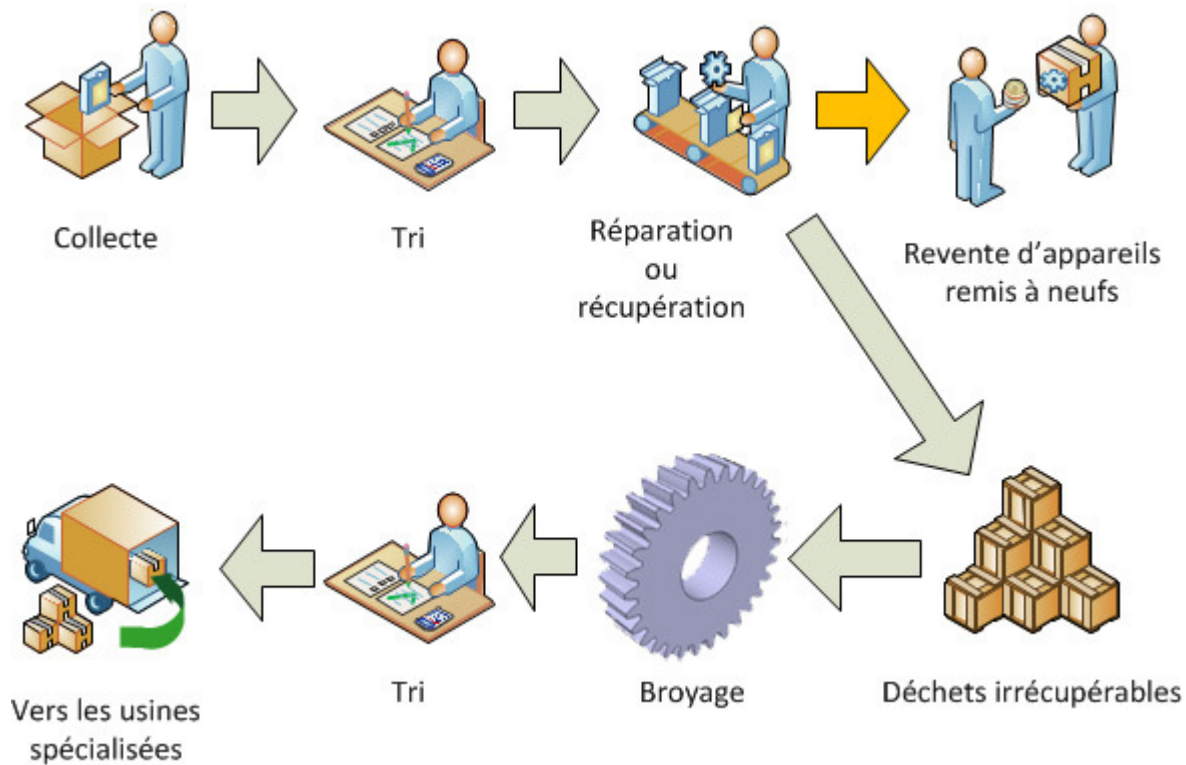 Collecte
Tri
Réparation
ou
récupération
Revente d'appareils
remis à neufs
Vers les usines
spécialisées
Tri
Broyage
Déchets irrécupérables